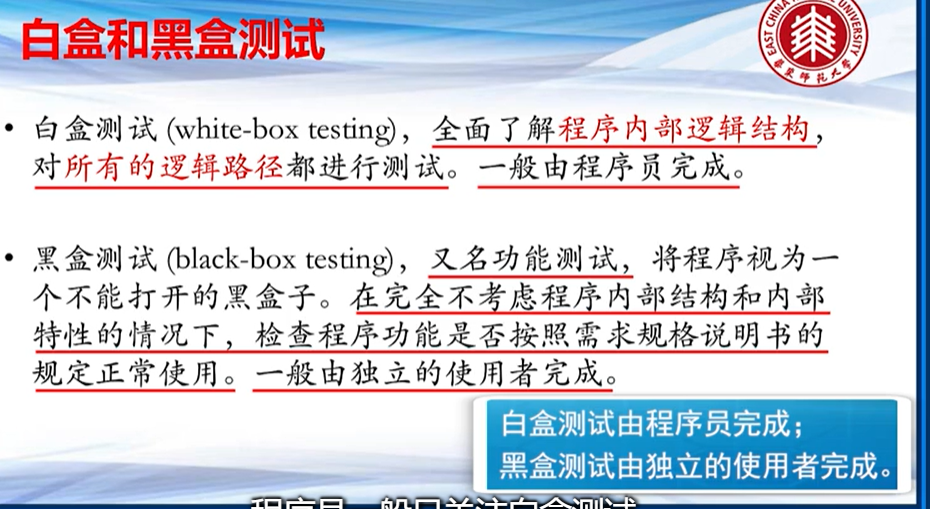 白盒和黑盒测试
EAST CHINA NORMAL UNIVERSITY
华东师范大学
• 白盒测试 (white-box testing)，全面了解程序内部逻辑结构，
对所有的逻辑路径都进行测试。一般由程序员完成。
• 黑盒测试 (black-box testing)，又名功能测试，将程序视为一
个不能打开的黑盒子。在完全不考虑程序内部结构和内部
特性的情况下，检查程序功能是否按照需求规格说明书的
规定正常使用。一般由独立的使用者完成。
白盒测试由程序员完成；
黑盒测试由独立的使用者完成。
程序员一般只关注白盒测试